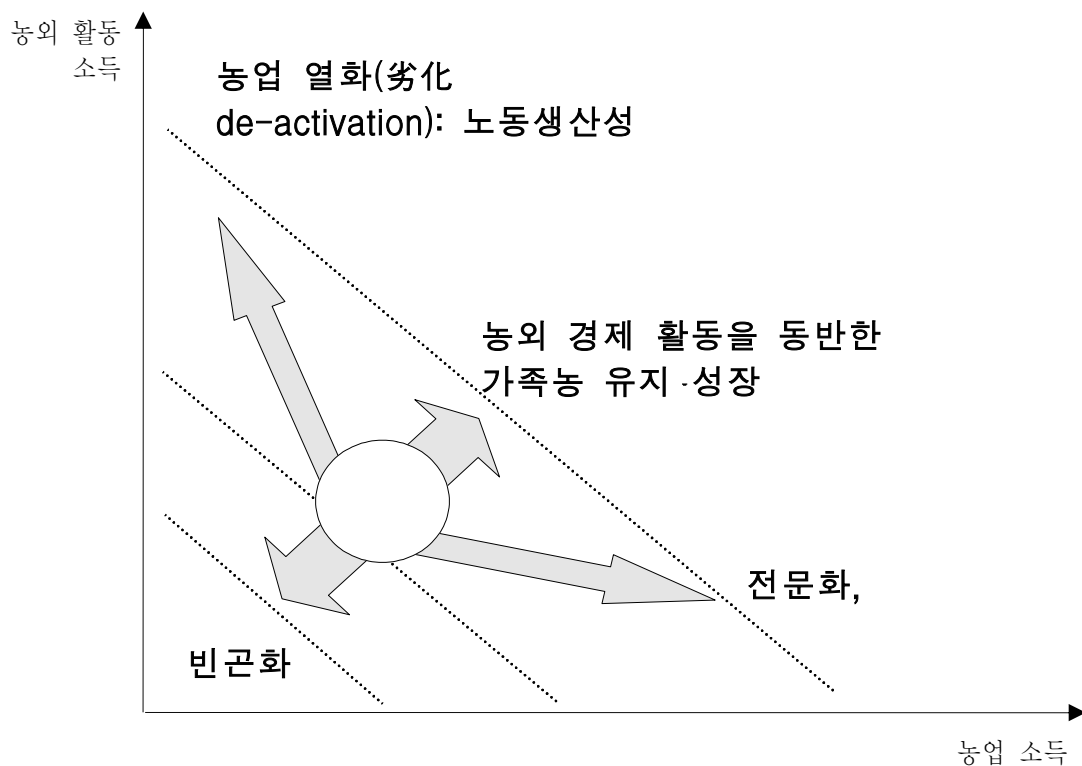 농외 활동
소득
농업 열화(劣化
de-activation): 노동생산성
농외 경제 활동을 동반한
가족농 유지·성장
전문화,
빈곤화
농업 소득